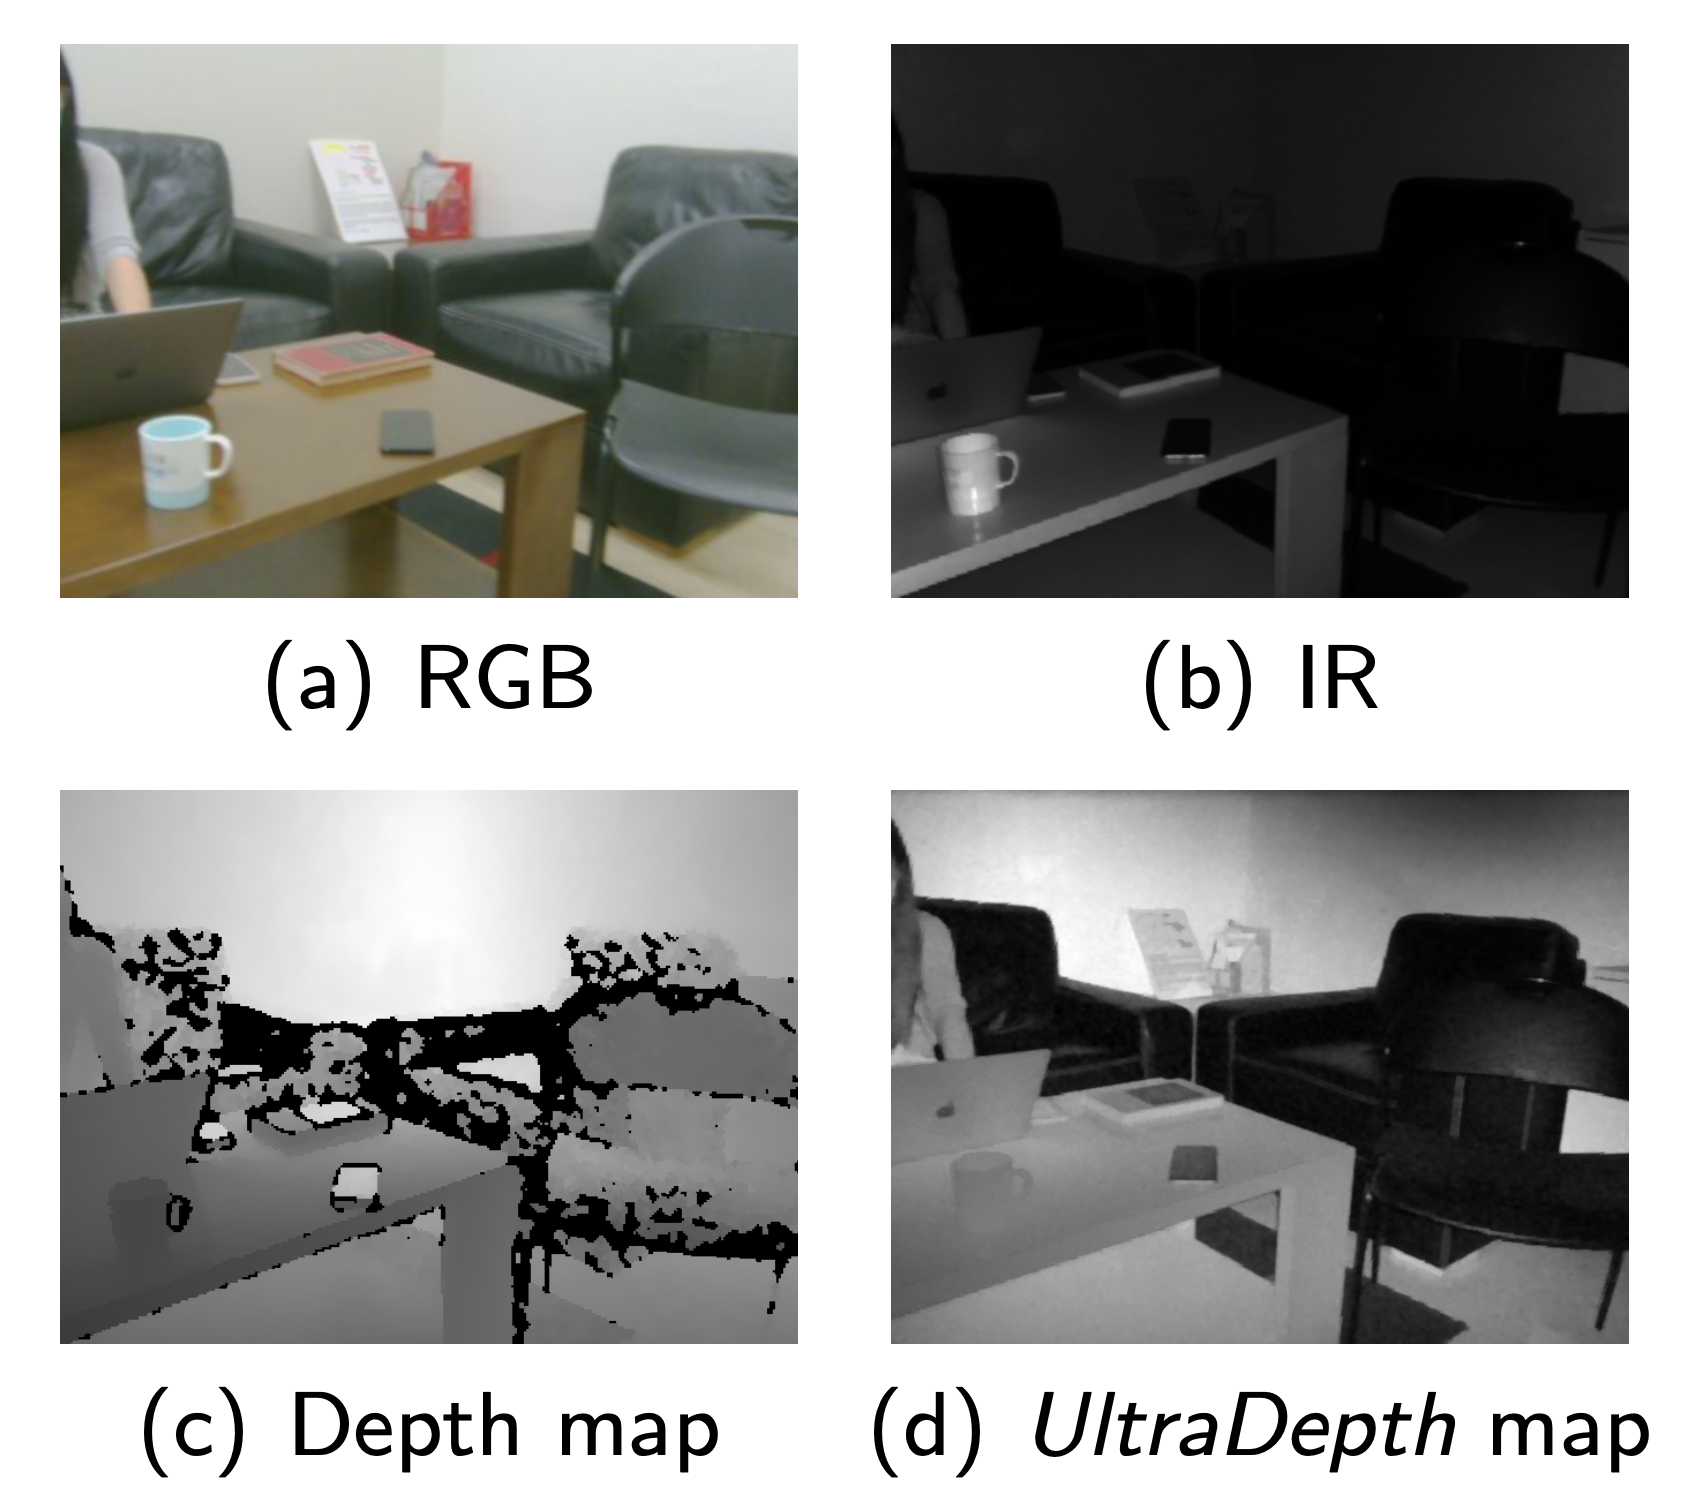 (a) RGB
(b) IR
(c) Depth map
(d) UltraDepth map